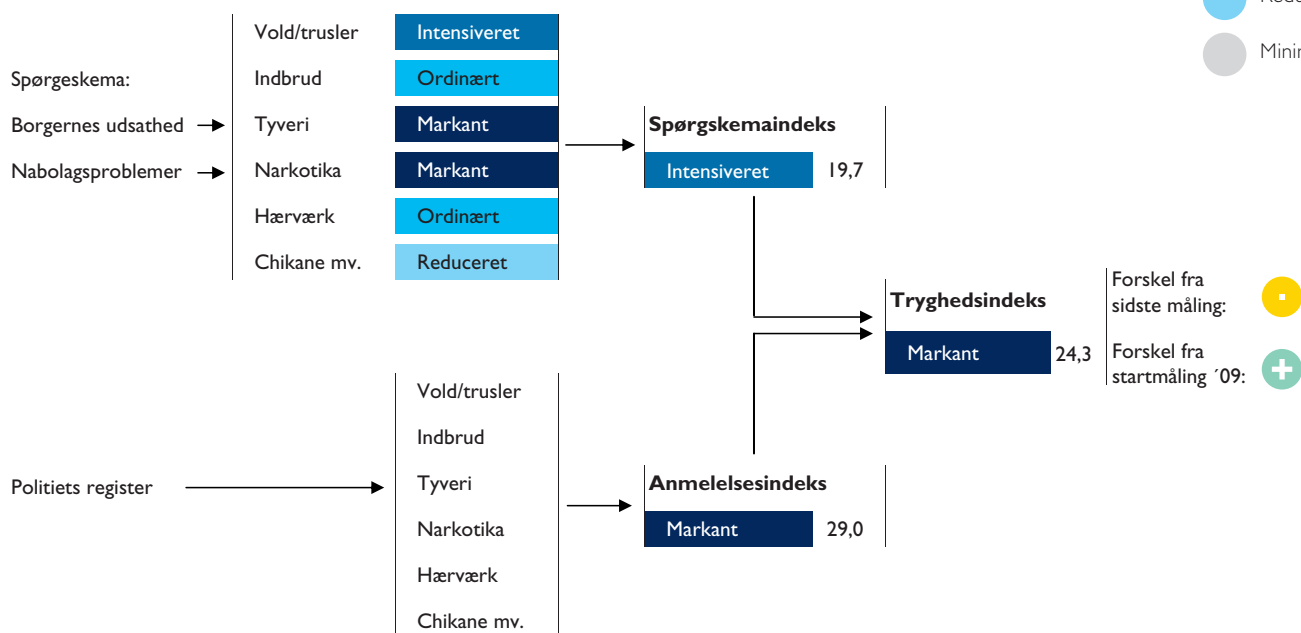 Vold/trusler Intensiveret
Spørgeskema:
Indbrud Ordinært
Borgernes udsathed Tyveri Markant
Nabolagsproblemer Narkotika Markant
Hærværk Ordinært
Chikane mv. Reduceret
Spørgskemaindeks
Intensiveret 19,7
Tryghedsindeks
Markant 24,3
Forskel fra
sidste måling:
Forskel fra
startmåling ´09:
Politiets register
Vold/trusler
Indbrud
Tyveri
Narkotika
Hærværk
Chikane mv.
Anmelelsesindeks
Markant 29,0